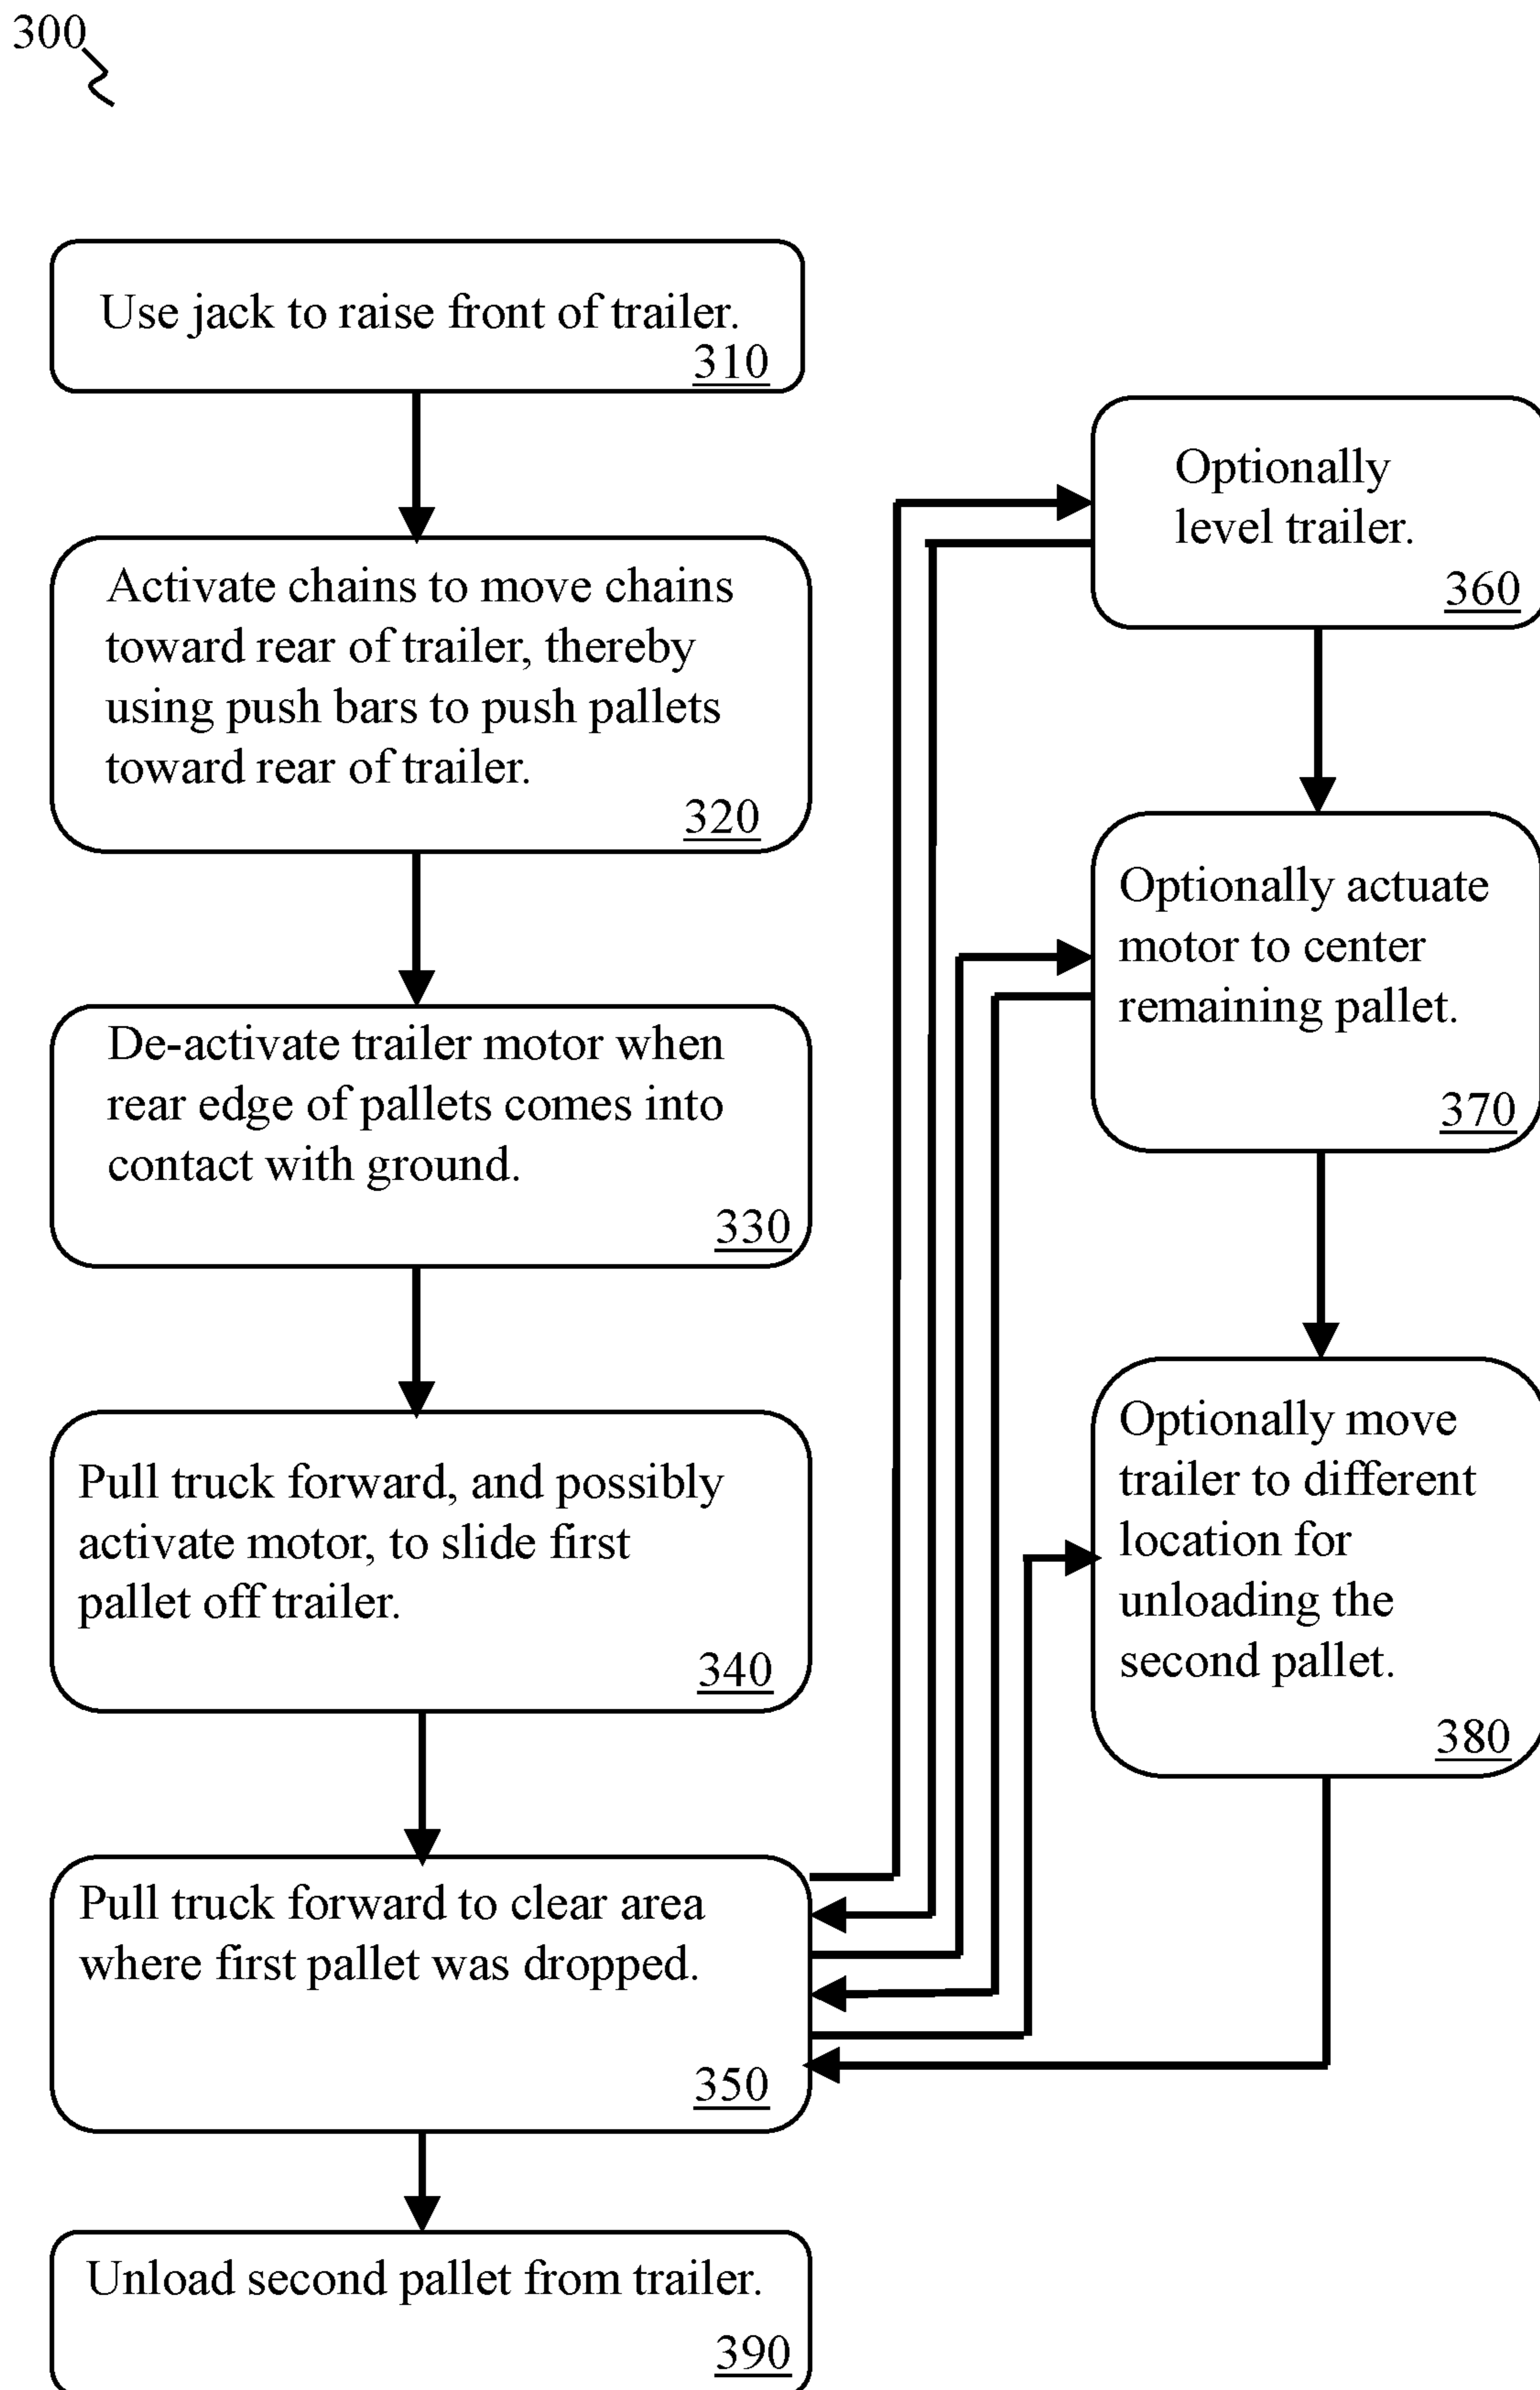 300
Use jack to raise front of trailer.
310
Activate chains to move chains
toward rear of trailer, thereby
using push bars to push pallets
toward rear of trailer.
320
De-activate trailer motor when
rear edge of pallets comes into
contact with ground.
330
Pull truck forward, and possibly
activate motor, to slide first
pallet off trailer.
340
Pull truck forward to clear area
where first pallet was dropped.
350
Optionally
level trailer.
360
Optionally actuate
motor to center
remaining pallet.
370
Optionally move
trailer to different
location for
unloading the
second pallet.
380
Unload second pallet from trailer.
390